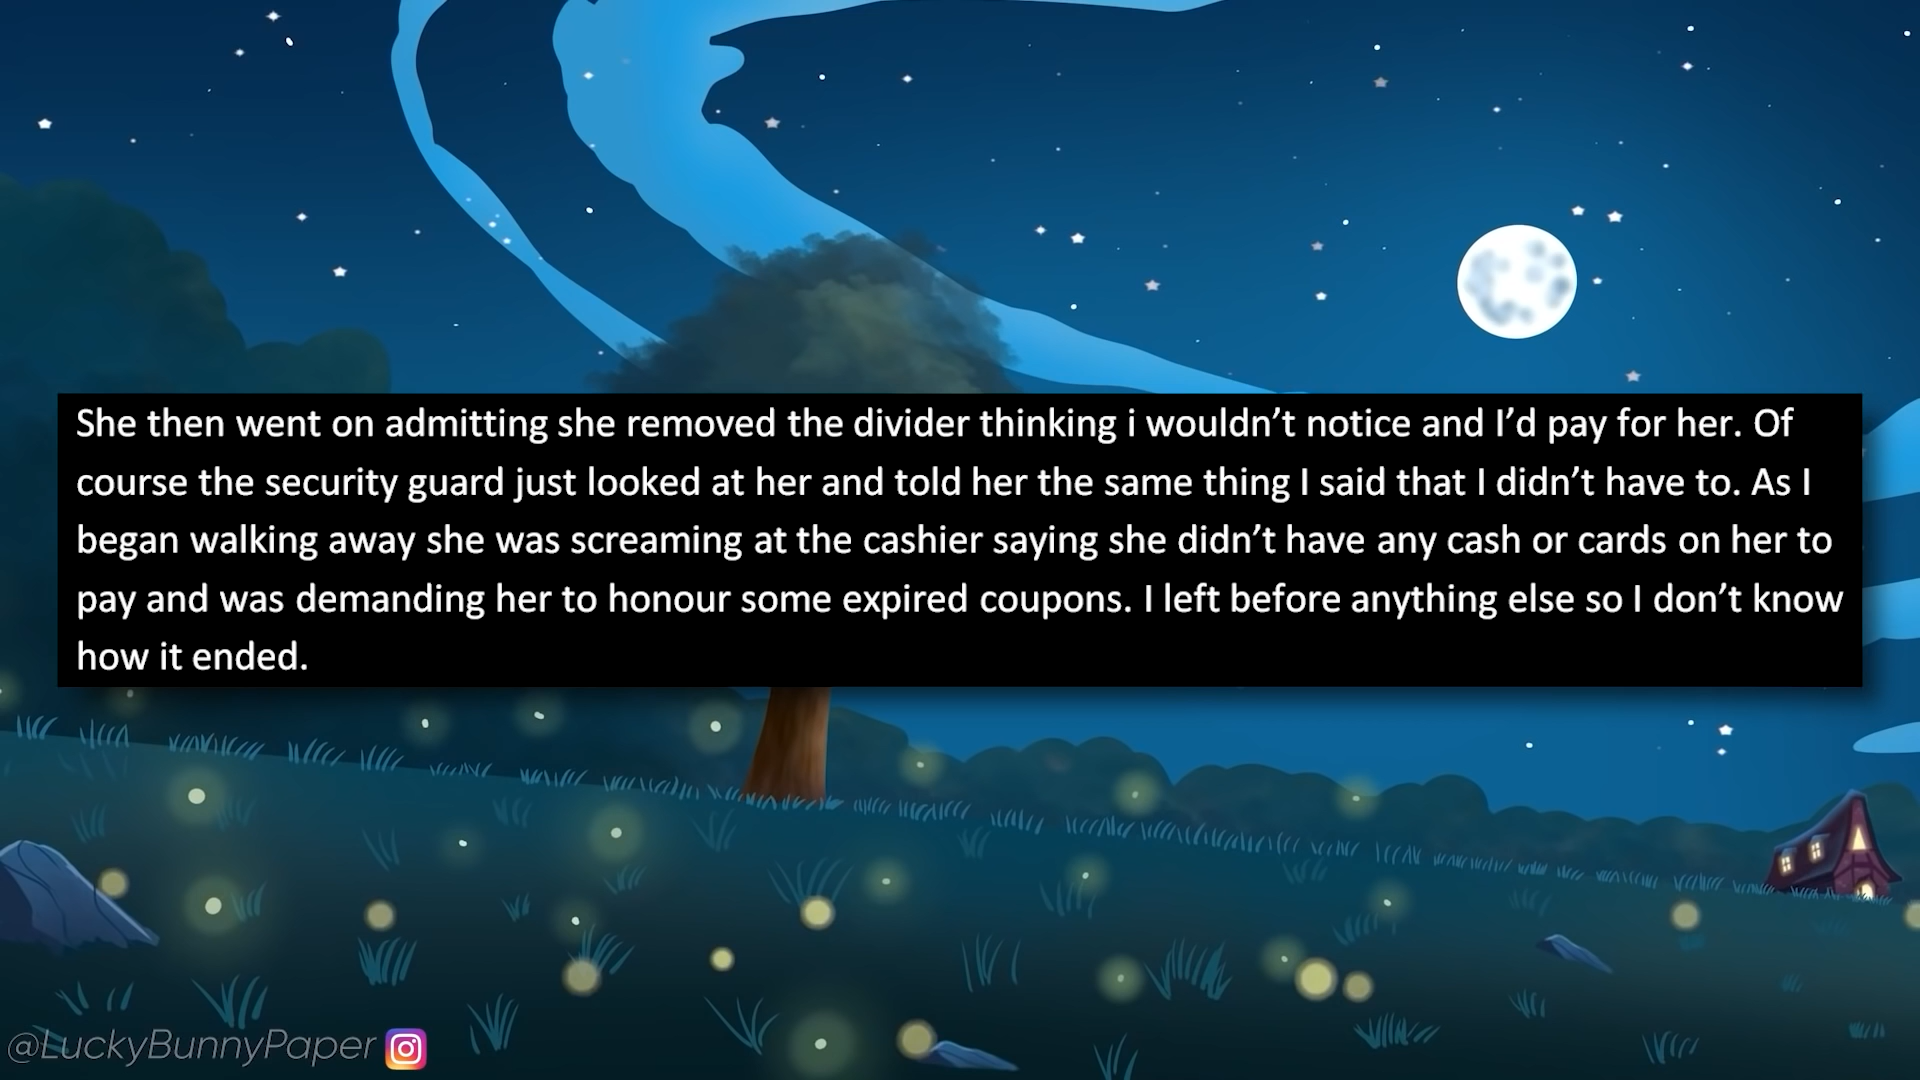 She then went on admitting she removed the divider thinking i wouldn’t notice and I’d pay for her. Of
course the security guard just looked at her and told her the same thing I said that I didn’t have to. As I
began walking away she was screaming at the cashier saying she didn’t have any cash or cards on her to
pay and was demanding her to honour some expired coupons. I left before anything else so I don’t know
how it ended.
@LuckyBunnyPaper